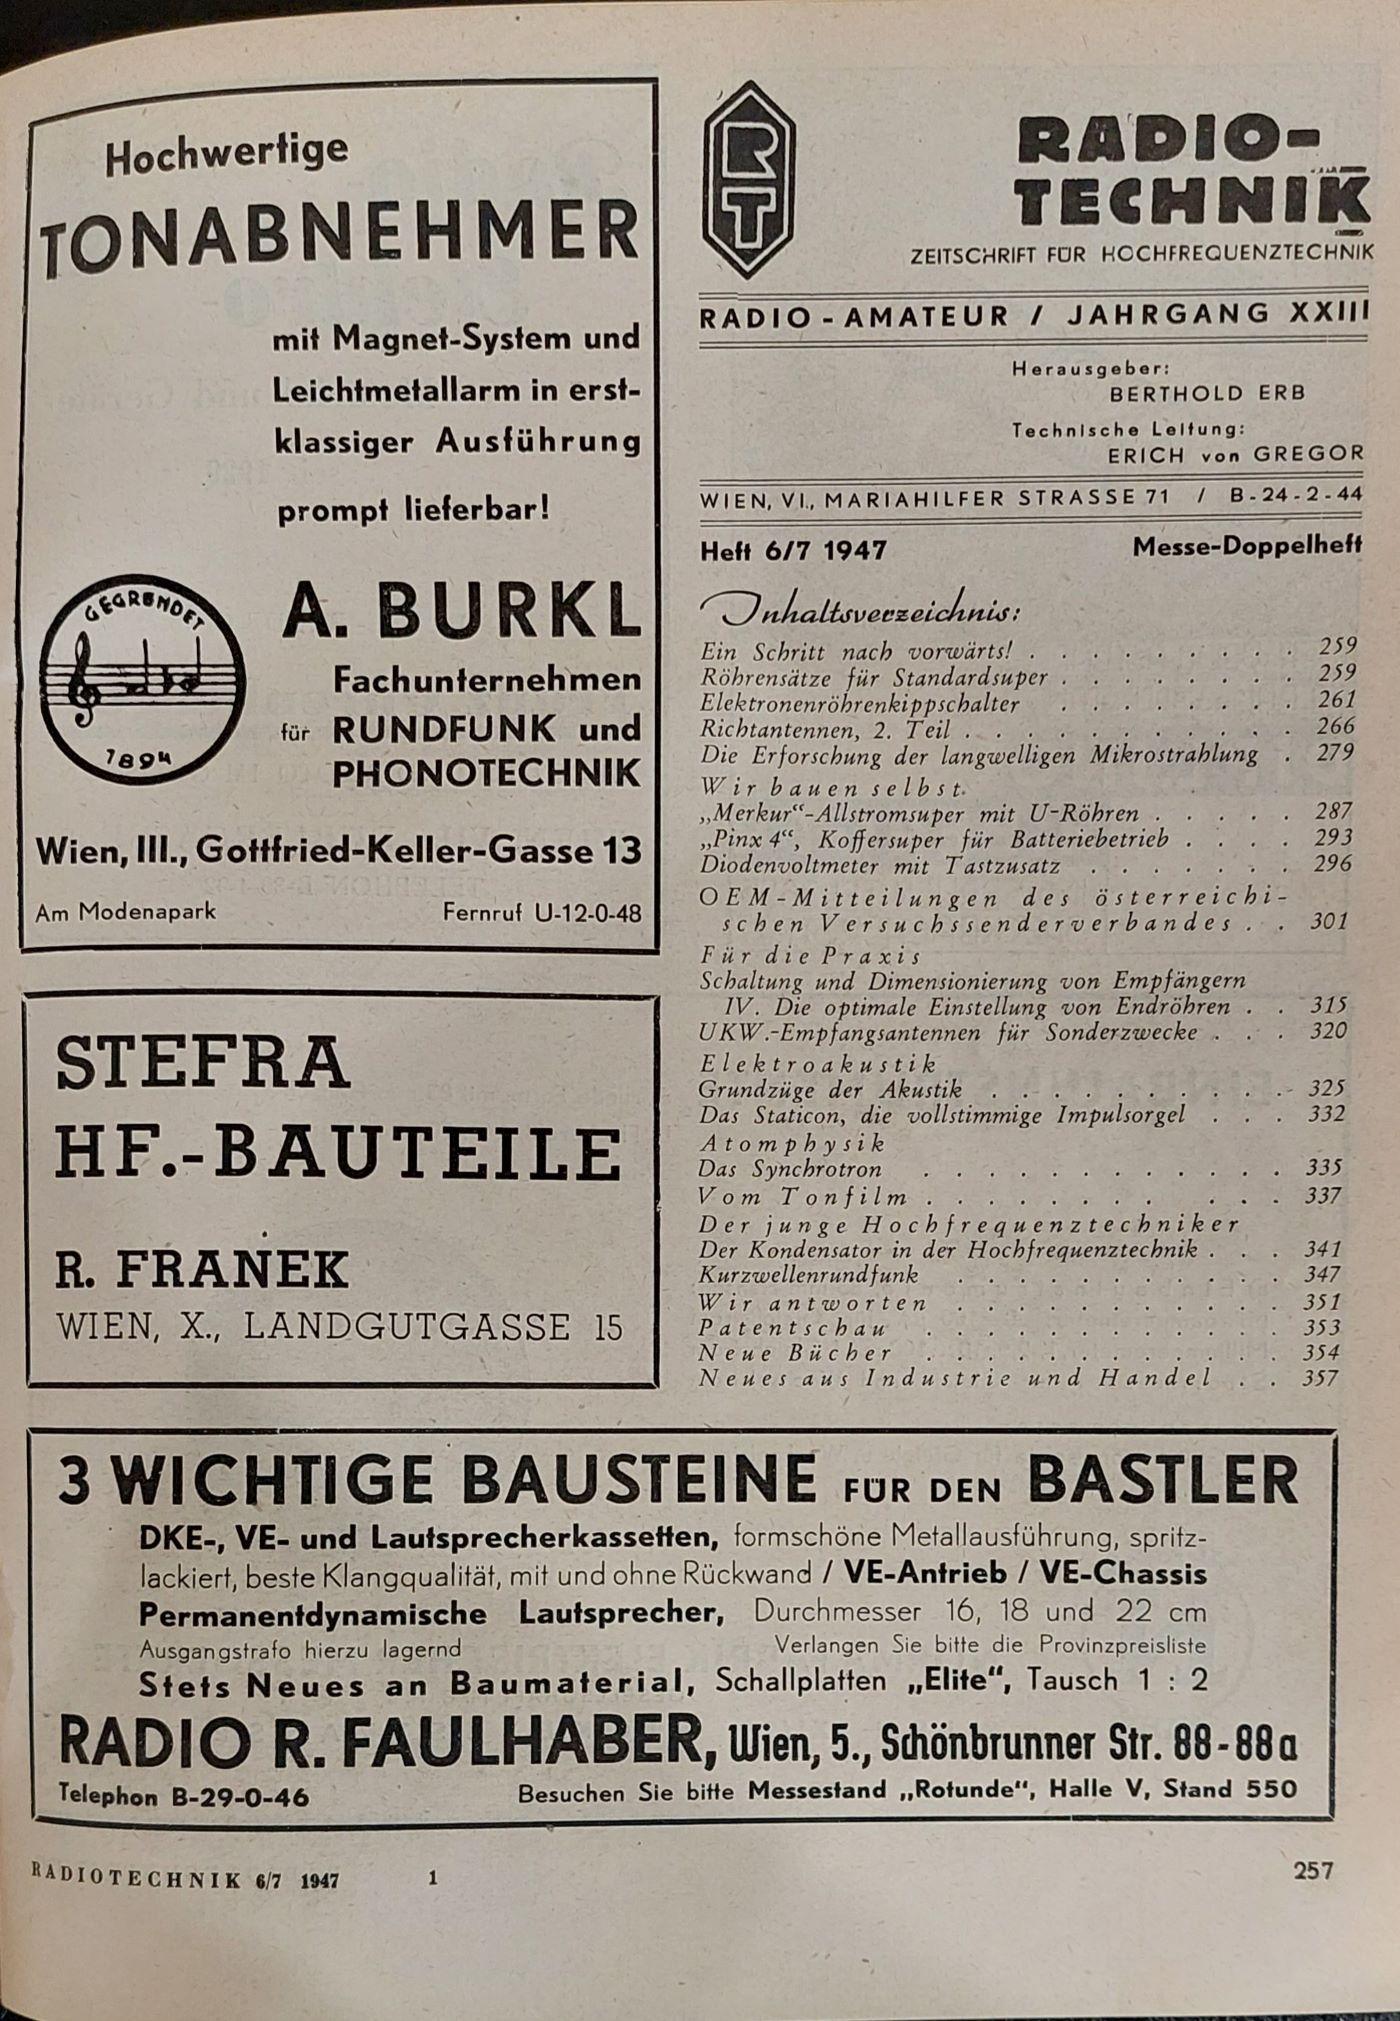 Hochwertige
TONABNEHMER
mit Magnet-System und
Leichtmetallarm in erst-
klassiger Ausführung
prompt lieferbar!
GEGRÜNDET
1894
A. BURKL
Fachunternehmen
für RUNDFUNK und
PHONOTECHNIK
Wien, III., Gottfried-Keller-Gasse 13
Am Modenapark Fernruf U-12-0-48
STEFRA
HF.-BAUTEILE
R. FRANEK
WIEN, X., LANDGUTGASSE 15
RT
RADIO-
TECHNIK
ZEITSCHRIFT FÜR HOCHFREQUENZTECHNIK
RADIO-AMATEUR / JAHRGANG XXIII
Herausgeber:
BERTHOLD ERB
Technische Leitung:
ERICH von GREGOR
WIEN, VI., MARIAHILFER STRASSE 71 / B-24-2-44
Heft 6/7 1947 Messe-Doppelheft
Inhaltsverzeichnis:
Ein Schritt nach vorwärts! . . . . . . . . . . 259
Röhrensätze für Standardsuper . . . . . . . . 259
Elektronenröhrenkippschalter . . . . . . . . 261
Richtantennen, 2. Teil . . . . . . . . . . . . 266
Die Erforschung der langwelligen Mikrostrahlung . 279
Wir bauen selbst.
„Merkur“-Allstromsuper mit U-Röhren . . . . . 287
„Pinx 4“, Koffersuper für Batteriebetrieb . . . . 293
Diodenvoltmeter mit Tastzusatz . . . . . . . 296
OEM-Mitteilungen des österreichi-
schen Versuchssenderverbandes . . 301
Für die Praxis
Schaltung und Dimensionierung von Empfängern
IV. Die optimale Einstellung von Endröhren . . 315
UKW.-Empfangsantennen für Sonderzwecke . . . 320
Elektroakustik
Grundzüge der Akustik . . . . . . . . . . 325
Das Staticon, die vollstimmige Impulsorgel . . . 332
Atomphysik
Das Synchrotron . . . . . . . . . . . . 335
Vom Tonfilm . . . . . . . . . . . 337
Der junge Hochfrequenztechniker
Der Kondensator in der Hochfrequenztechnik . . . 341
Kurzwellenrundfunk . . . . . . . . . . . 347
Wir antworten . . . . . . . . . . . 351
Patentschau . . . . . . . . . . . . 353
Neue Bücher . . . . . . . . . . . . 354
Neues aus Industrie und Handel . . 357
3 WICHTIGE BAUSTEINE FÜR DEN BASTLER
DKE-, VE- und Lautsprecherkassetten, formschöne Metallausführung, spritz-
lackiert, beste Klangqualität, mit und ohne Rückwand / VE-Antrieb / VE-Chassis
Permanentdynamische Lautsprecher, Durchmesser 16, 18 und 22 cm
Ausgangstrafo hierzu lagernd Verlangen Sie bitte die Provinzpreisliste
Stets Neues an Baumaterial, Schallplatten „Elite“, Tausch 1 : 2
RADIO R. FAULHABER, Wien, 5., Schönbrunner Str. 88-88a
Telephon B-29-0-46 Besuchen Sie bitte Messestand „Rotunde“, Halle V, Stand 550
RADIOTECHNIK 6/7 1947 1 257